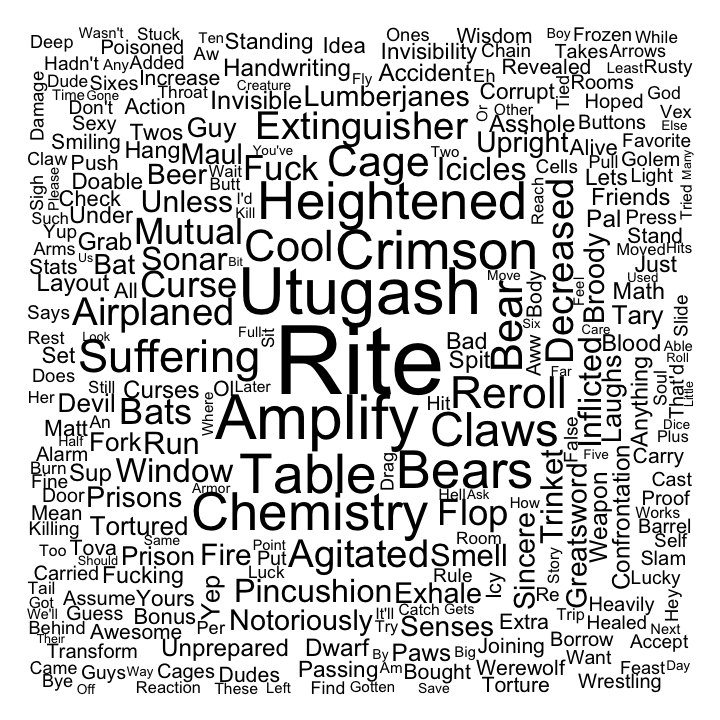 Deep Wasn't Stuck Ten Standing Idea Ones Wisdom Boy Frozen While
Poisoned Aw Invisibility Chain Takes Arrows
Hadn't Any Added Handwriting Accident Eh Revealed Least Rusty
Dude Sixes Increase Creature Fly Corrupt Tied Rooms
Damage Time Gone Throat Invisible Lumberjanes Or Other Hoped God
Don't Action Extinguisher Asshole Buttons Vex
Sexy Twos Guy Upright Alive Favorite Else
Smiling Hang Maul You've Fuck Cage Two Icicles Cells Pull Golem
Claw Push Beer Wait Lets Light Many
Sigh Please Doable Butt Heightened Reach Friends Tried
Check Unless I'd Pal Press
Such Under Kill
Yup Grab Mutual Cool Crimson Decreased Broody Stand
Arms Us Bat Sonar Bit Moved Hits
Stats Curse Utugash Move Bear Body Feel Just
Layout All Used Math
Says Airplaned Full Sit Rite Six Care Tary Slide
Rest Look Bad Aww Blood Able
Set Suffering Spit Far Inflicted Laughs Roll
Does Still Curses Ol Later Reroll Anything Soul That'd Little
Her Devil Bats Where Amplify Hit Claws False
Matt An Dice
Half Fork Run Plus
Alarm Drag Five Carry
Burn Sup Window Table Bears Trinket
Fine Armor Hell Ask Greatsword Weapon Confrontation Cast
Door Prisons Chemistry Flop How Proof
Mean Works
Killing Tortured Sincere Barrel
Too Tova Same Point Room Self
Should Prison Fire Put Agitated Smell Story Slam
Carried Fucking Luck Rule Icy Lucky
Tail Yep Pincushion Exhale Re Heavily Hey
Got Assume Yours
We'll Guess Bonus Per Notoriously It'll Catch Gets Extra Trip Healed
Behind Awesome Try Senses Next
Their Transform Unprepared Dwarf By Paws Big Joining Borrow Accept
Came Guys Way Cages Dudes Passing Am Bought Werewolf Want Feast Day
Bye Off Reaction These Left Find Gotten Save Torture Wrestling